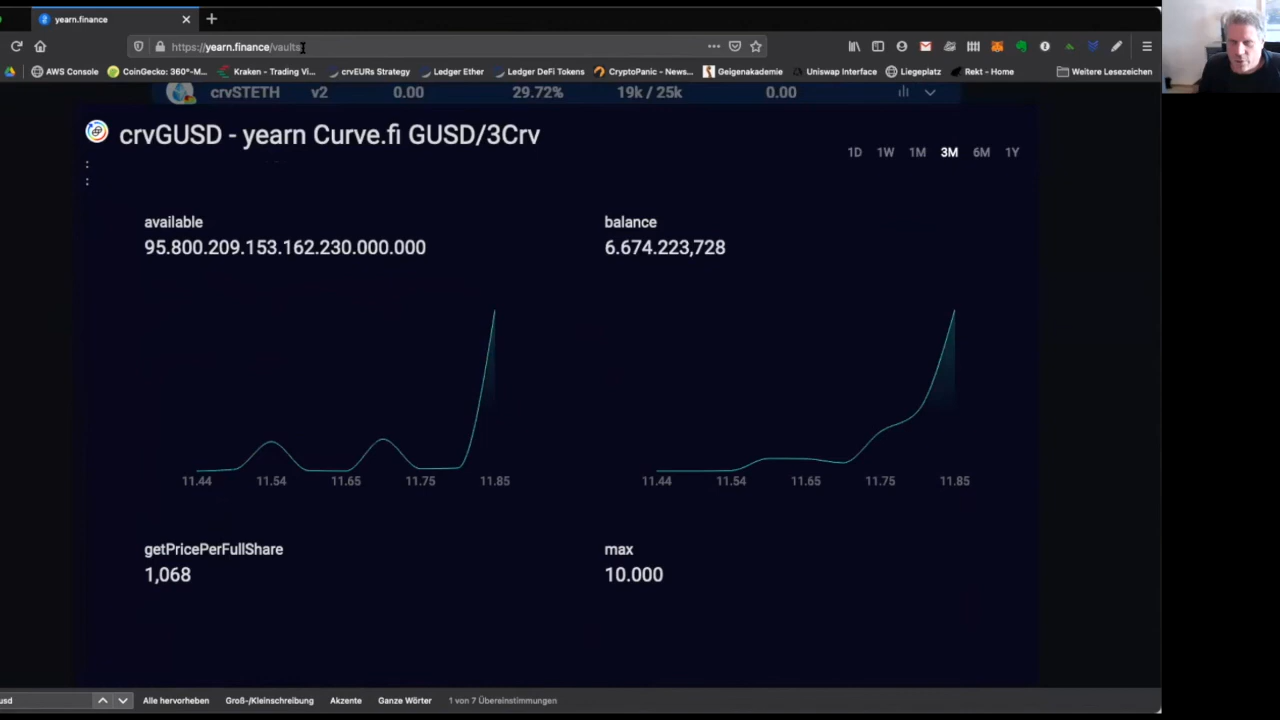 yearn.finance
https://yearn.finance/vaults
AWS Console CoinGecko: 360°-M... Kraken - Trading Vi... crvEURs Strategy Ledger Ether Ledger DeFi Tokens CryptoPanic - News... Geigenakademie Uniswap Interface Liegeplatz Rekt - Home Weitere Lesezeichen
crvSTETH v2 0.00 29.72% 19k / 25k 0.00
crvGUSD - yearn Curve.fi GUSD/3Crv
1D 1W 1M 3M 6M 1Y
:
:
available balance
95.800.209.153.162.230.000.000 6.674.223,728
11.44 11.54 11.65 11.75 11.85 11.44 11.54 11.65 11.75 11.85
getPricePerFullShare max
1,068 10.000
usd Alle hervorheben Groß-/Kleinschreibung Akzente Ganze Wörter 1 von 7 Übereinstimmungen